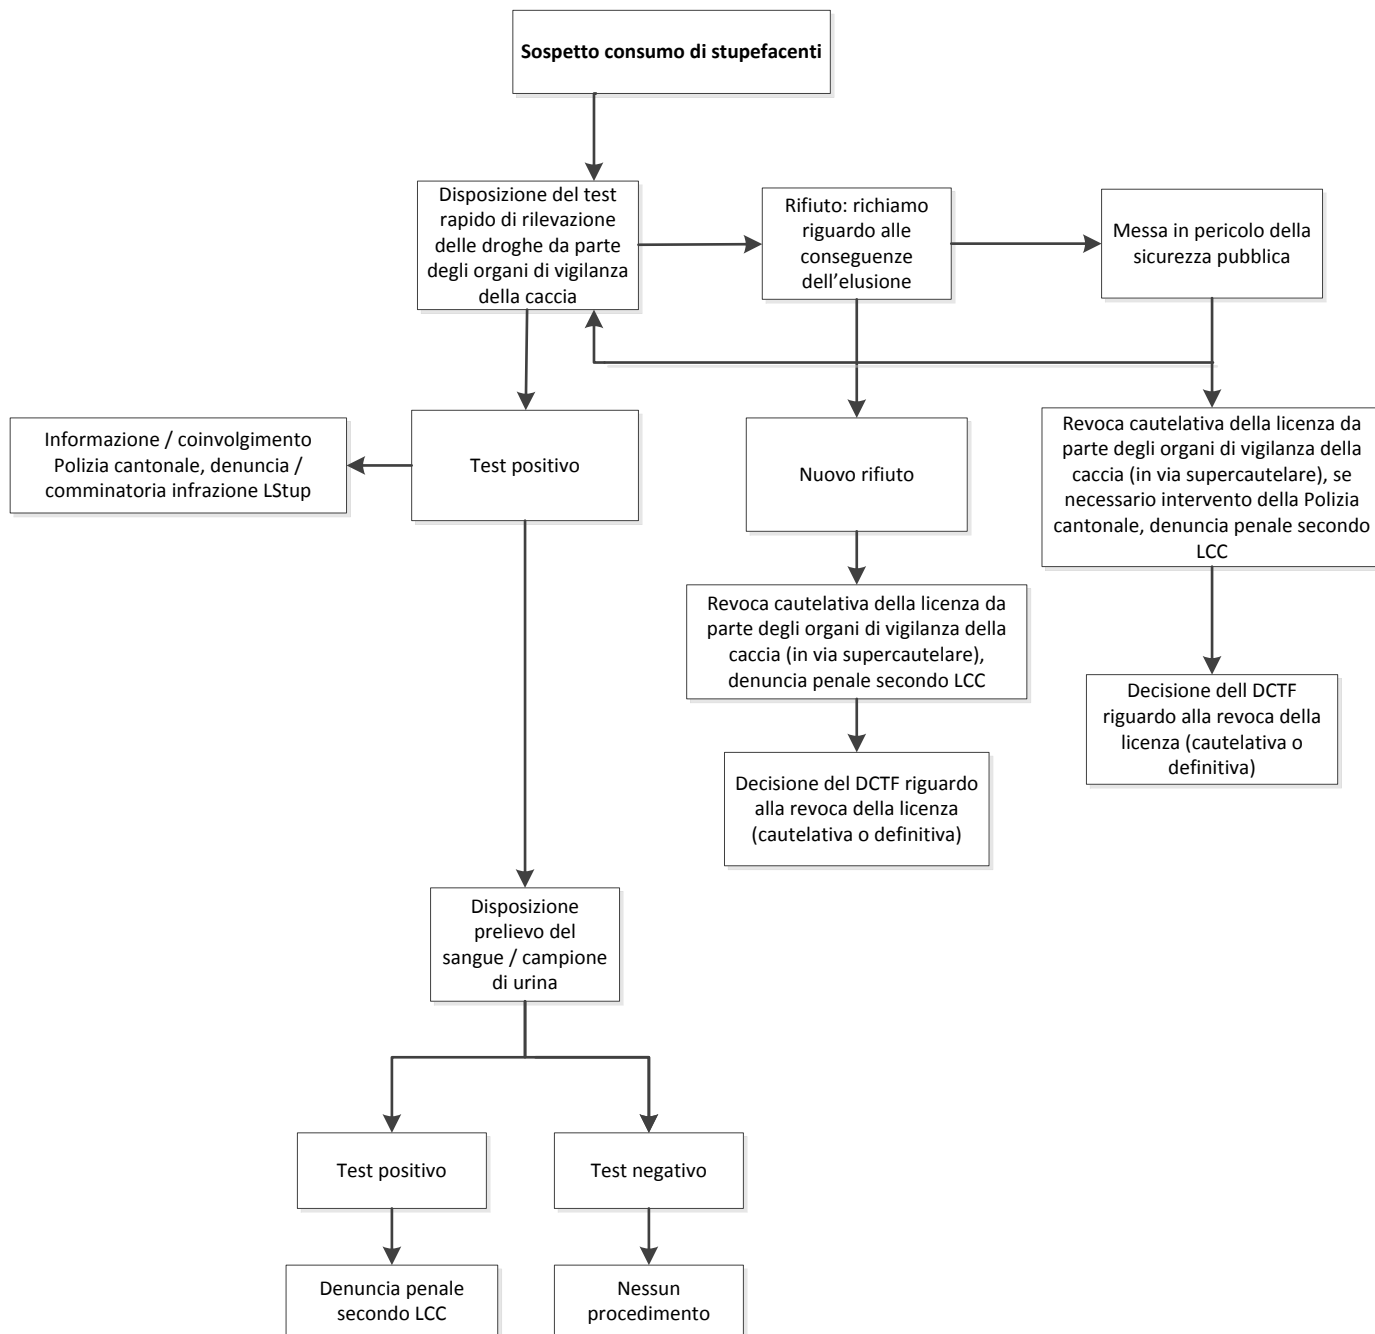 Sospetto consumo di stupefacenti
Disposizione del test
rapido di rilevazione
delle droghe da parte
degli organi di vigilanza
della caccia
Rifiuto: richiamo
riguardo alle
conseguenze
dell’elusione
Messa in pericolo della
sicurezza pubblica
Informazione / coinvolgimento
Polizia cantonale, denuncia /
comminatoria infrazione LStup
Test positivo
Nuovo rifiuto
Revoca cautelativa della licenza da
parte degli organi di vigilanza della
caccia (in via supercautelare), se
necessario intervento della Polizia
cantonale, denuncia penale secondo
LCC
Revoca cautelativa della licenza da
parte degli organi di vigilanza della
caccia (in via supercautelare),
denuncia penale secondo LCC
Decisione dell DCTF
riguardo alla revoca della
licenza (cautelativa o
definitiva)
Decisione del DCTF riguardo
alla revoca della licenza
(cautelativa o definitiva)
Disposizione
prelievo del
sangue / campione
di urina
Test positivo
Test negativo
Denuncia penale
secondo LCC
Nessun
procedimento